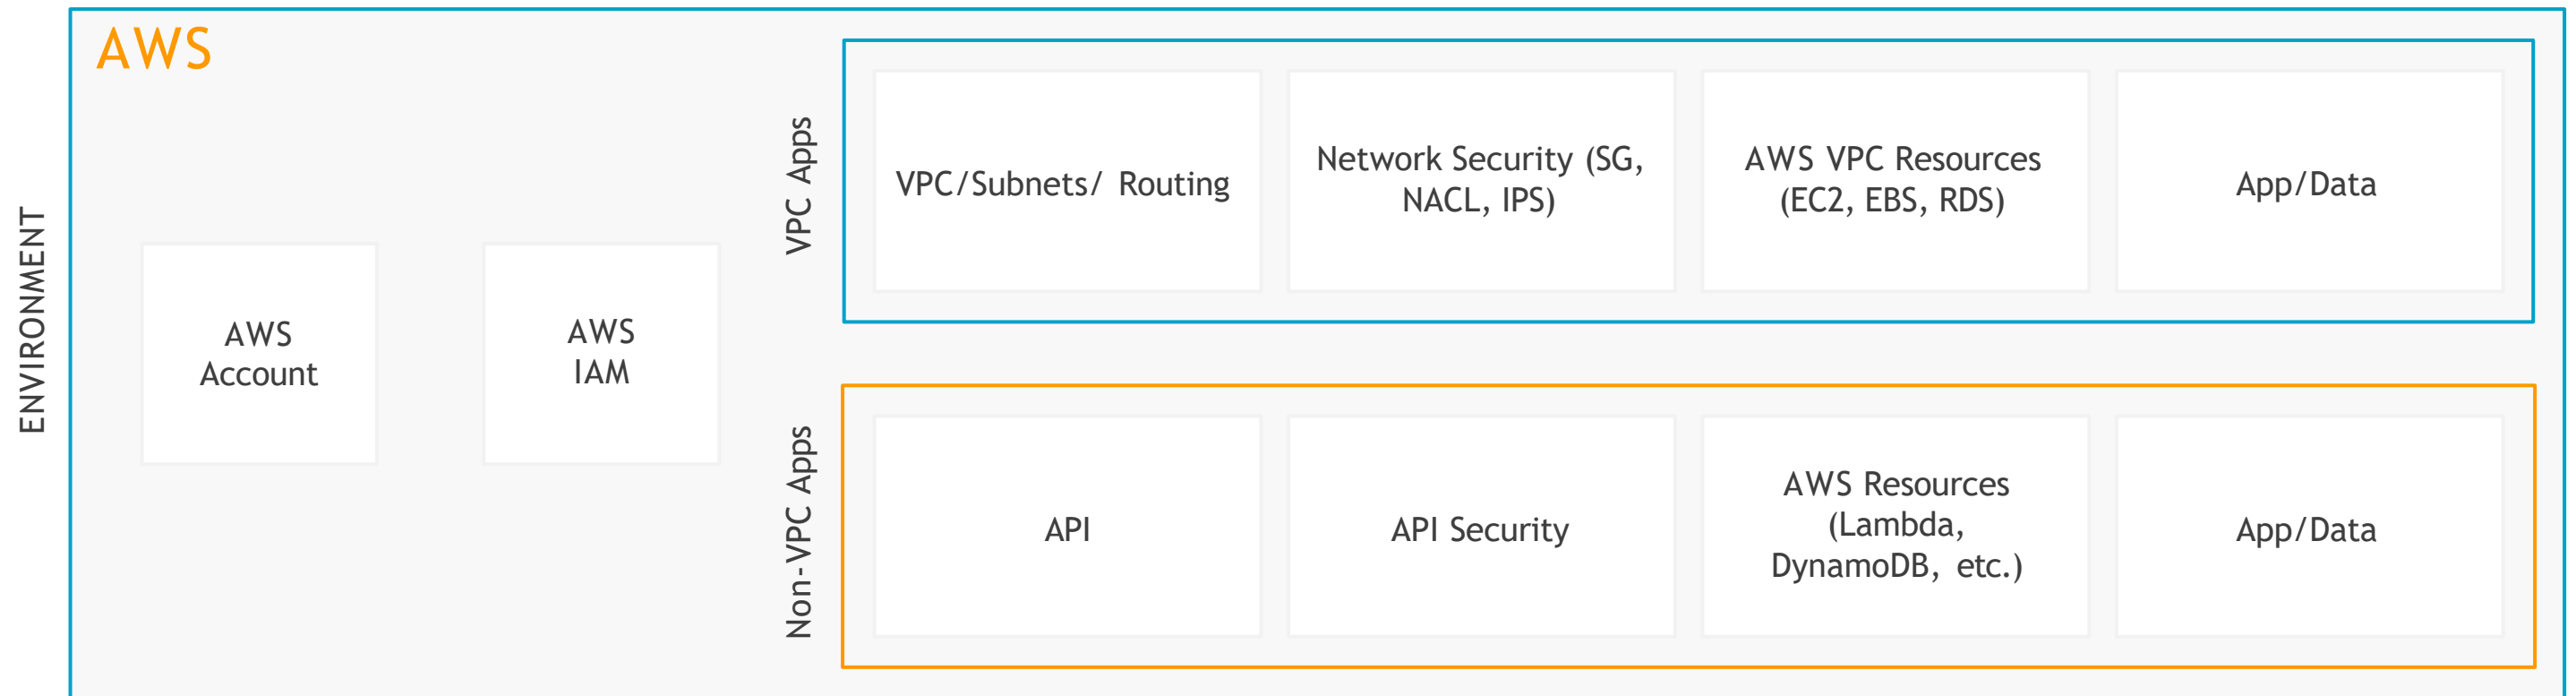 AWS
ENVIRONMENT
AWS
Account
AWS
IAM
VPC Apps
VPC/Subnets/ Routing
Network Security (SG,
NACL, IPS)
AWS VPC Resources
(EC2, EBS, RDS)
App/Data
Non-VPC Apps
API
API Security
AWS Resources
(Lambda,
DynamoDB, etc.)
App/Data